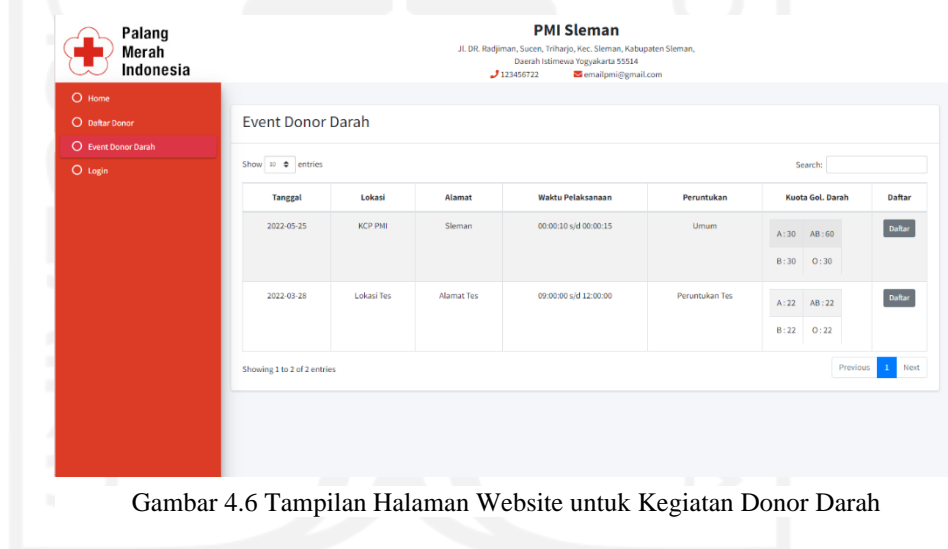 Palang
Merah
Indonesia
PMI Sleman
Jl. DR. Radjiman, Sucen, Triharjo, Kec. Sleman, Kabupaten Sleman,
Daerah Istimewa Yogyakarta 55514
123456722 emailpmi@gmail.com
Home
Daftar Donor
Event Donor Darah
Login
Event Donor Darah
Show 10 entries
Search:
Tanggal Lokasi Alamat Waktu Pelaksanaan Peruntukan Kuota Gol. Darah Daftar
2022-05-25 KCP PMI Sleman 00:00:10 s/d 00:00:15 Umum A : 30 AB : 60 Daftar
B : 30 O : 30
2022-03-28 Lokasi Tes Alamat Tes 09:00:00 s/d 12:00:00 Peruntukan Tes A : 22 AB : 22 Daftar
B : 22 O : 22
Showing 1 to 2 of 2 entries
Previous 1 Next
Gambar 4.6 Tampilan Halaman Website untuk Kegiatan Donor Darah